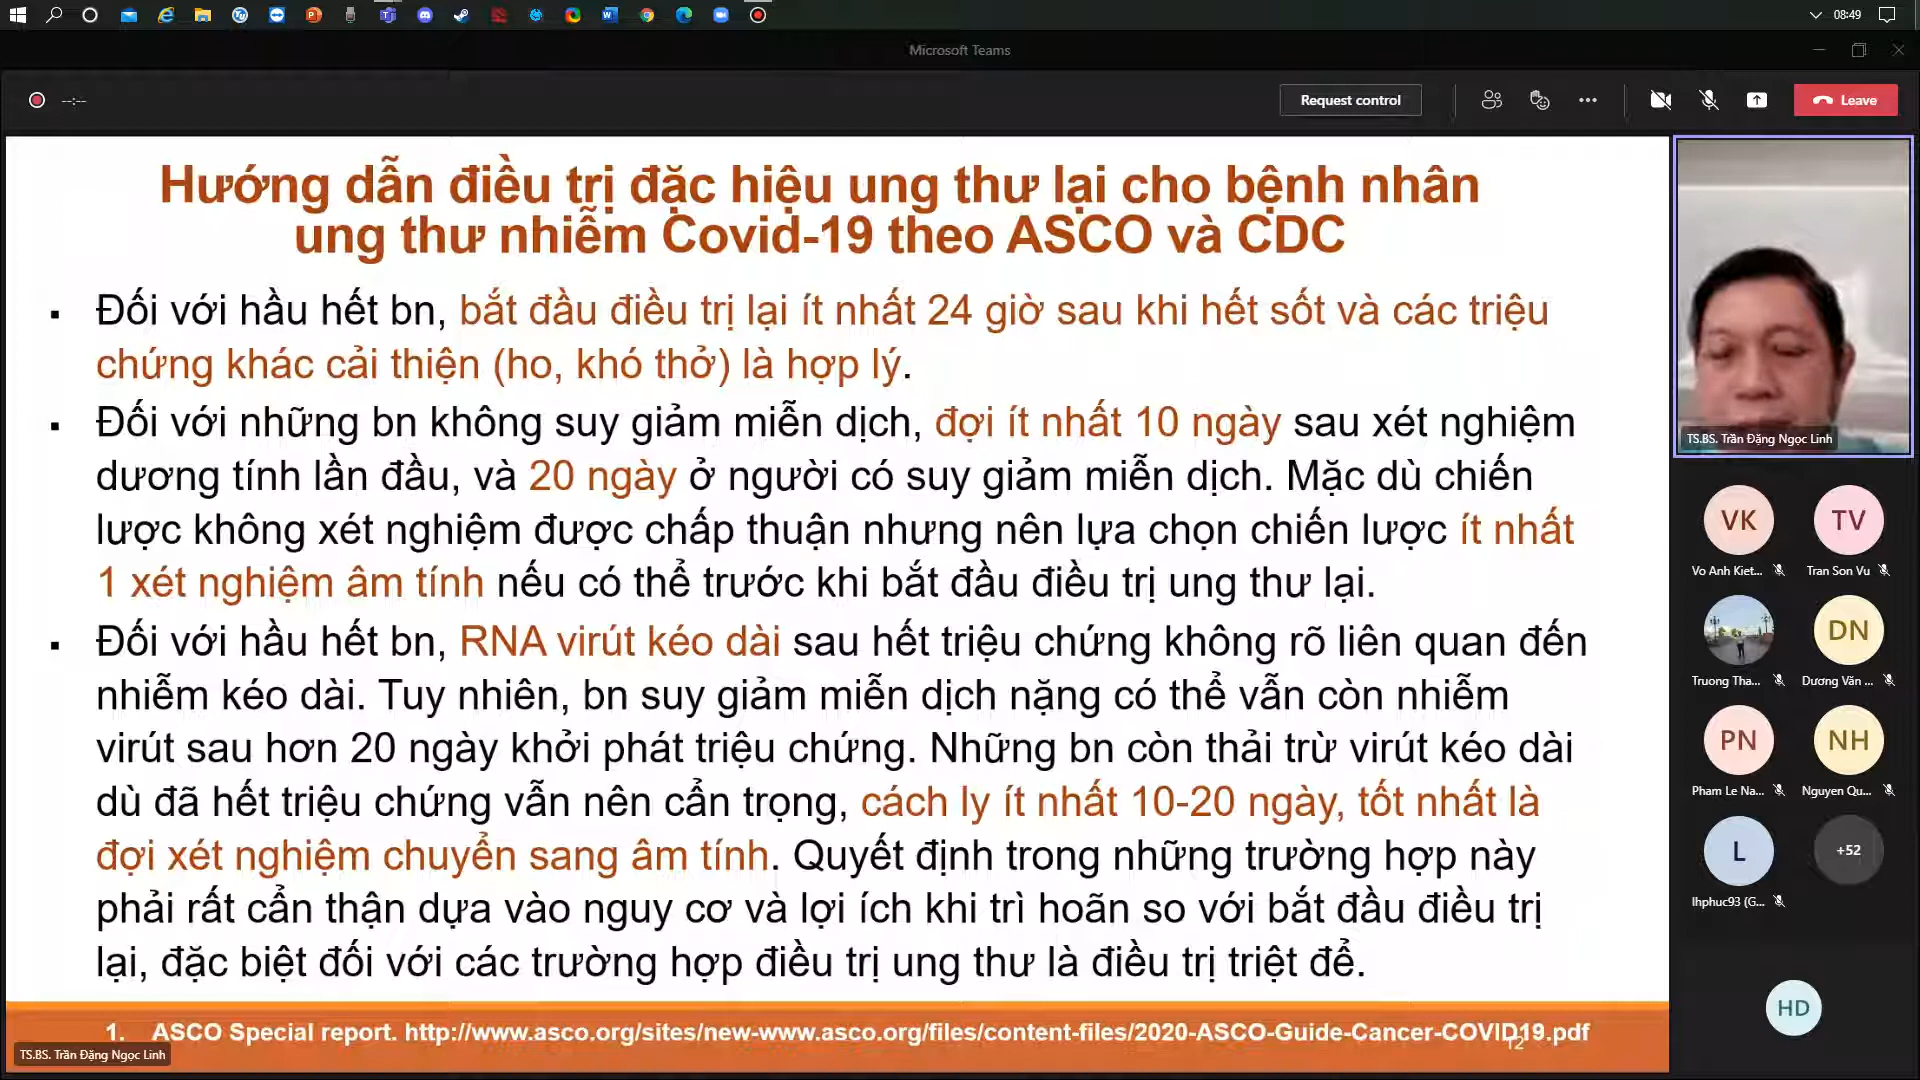 08:49
Microsoft Teams
--:--
Request control
Leave
Hướng dẫn điều trị đặc hiệu ung thư lại cho bệnh nhân
ung thư nhiễm Covid-19 theo ASCO và CDC
▪ Đối với hầu hết bn, bắt đầu điều trị lại ít nhất 24 giờ sau khi hết sốt và các triệu
chứng khác cải thiện (ho, khó thở) là hợp lý.
▪ Đối với những bn không suy giảm miễn dịch, đợi ít nhất 10 ngày sau xét nghiệm
dương tính lần đầu, và 20 ngày ở người có suy giảm miễn dịch. Mặc dù chiến
lược không xét nghiệm được chấp thuận nhưng nên lựa chọn chiến lược ít nhất
1 xét nghiệm âm tính nếu có thể trước khi bắt đầu điều trị ung thư lại.
▪ Đối với hầu hết bn, RNA virút kéo dài sau hết triệu chứng không rõ liên quan đến
nhiễm kéo dài. Tuy nhiên, bn suy giảm miễn dịch nặng có thể vẫn còn nhiễm
virút sau hơn 20 ngày khởi phát triệu chứng. Những bn còn thải trừ virút kéo dài
dù đã hết triệu chứng vẫn nên cẩn trọng, cách ly ít nhất 10-20 ngày, tốt nhất là
đợi xét nghiệm chuyển sang âm tính. Quyết định trong những trường hợp này
phải rất cẩn thận dựa vào nguy cơ và lợi ích khi trì hoãn so với bắt đầu điều trị
lại, đặc biệt đối với các trường hợp điều trị ung thư là điều trị triệt để.
1. ASCO Special report. http://www.asco.org/sites/new-www.asco.org/files/content-files/2020-ASCO-Guide-Cancer-COVID19.pdf
12
TS.BS. Trần Đặng Ngọc Linh
TS.BS. Trần Đặng Ngọc Linh
VK
TV
Vo Anh Kiet...
Tran Son Vu
DN
Truong Tha...
Dương Văn ...
PN
NH
Pham Le Na...
Nguyen Qu...
L
+52
lhphuc93 (G...
HD